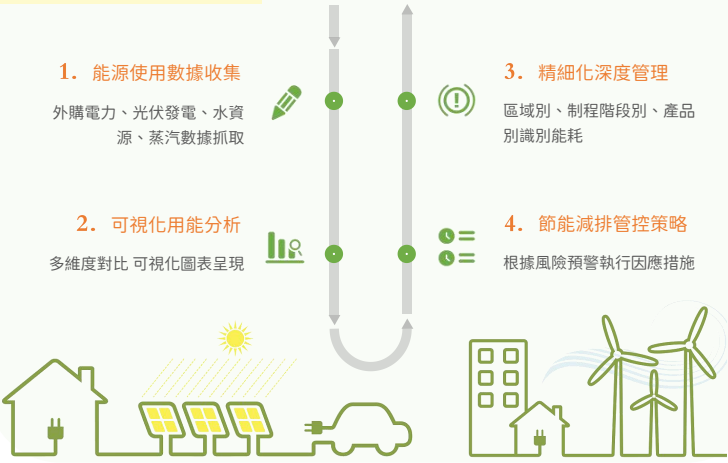 1. 能源使用數據收集
外購電力、光伏發電、水資
源、蒸汽數據抓取
2. 可視化用能分析
多維度對比 可視化圖表呈現
3. 精細化深度管理
區域別、制程階段別、產品
別識別能耗
4. 節能減排管控策略
根據風險預警執行因應措施